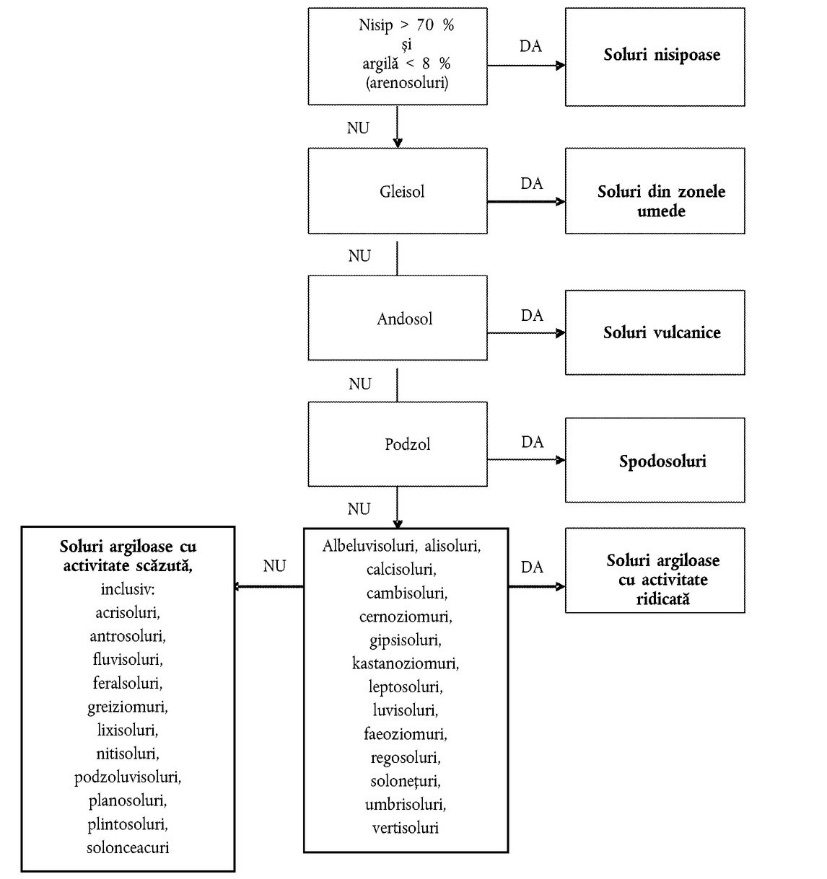 Nisip > 70 %
și
argilă < 8 %
(arenosoluri)
DA
Soluri nisipoase
NU
Gleisol
DA
Soluri din zonele
umede
NU
Andosol
DA
Soluri vulcanice
NU
Podzol
DA
Spodosoluri
NU
Soluri argiloase cu
activitate scăzută,
inclusiv:
acrisoluri,
antrosoluri,
fluvisoluri,
feralsoluri,
greiziomuri,
lixisoluri,
nitisoluri,
podzoluvisoluri,
planosoluri,
plintosoluri,
solonceacuri
NU
Albeluvisoluri, alisoluri,
calcisoluri,
cambisoluri,
cernoziomuri,
gipsisoluri,
kastanoziomuri,
leptosoluri,
luvisoluri,
faeoziomuri,
regosoluri,
solonețuri,
umbrisoluri,
vertisoluri
DA
Soluri argiloase
cu activitate
ridicată